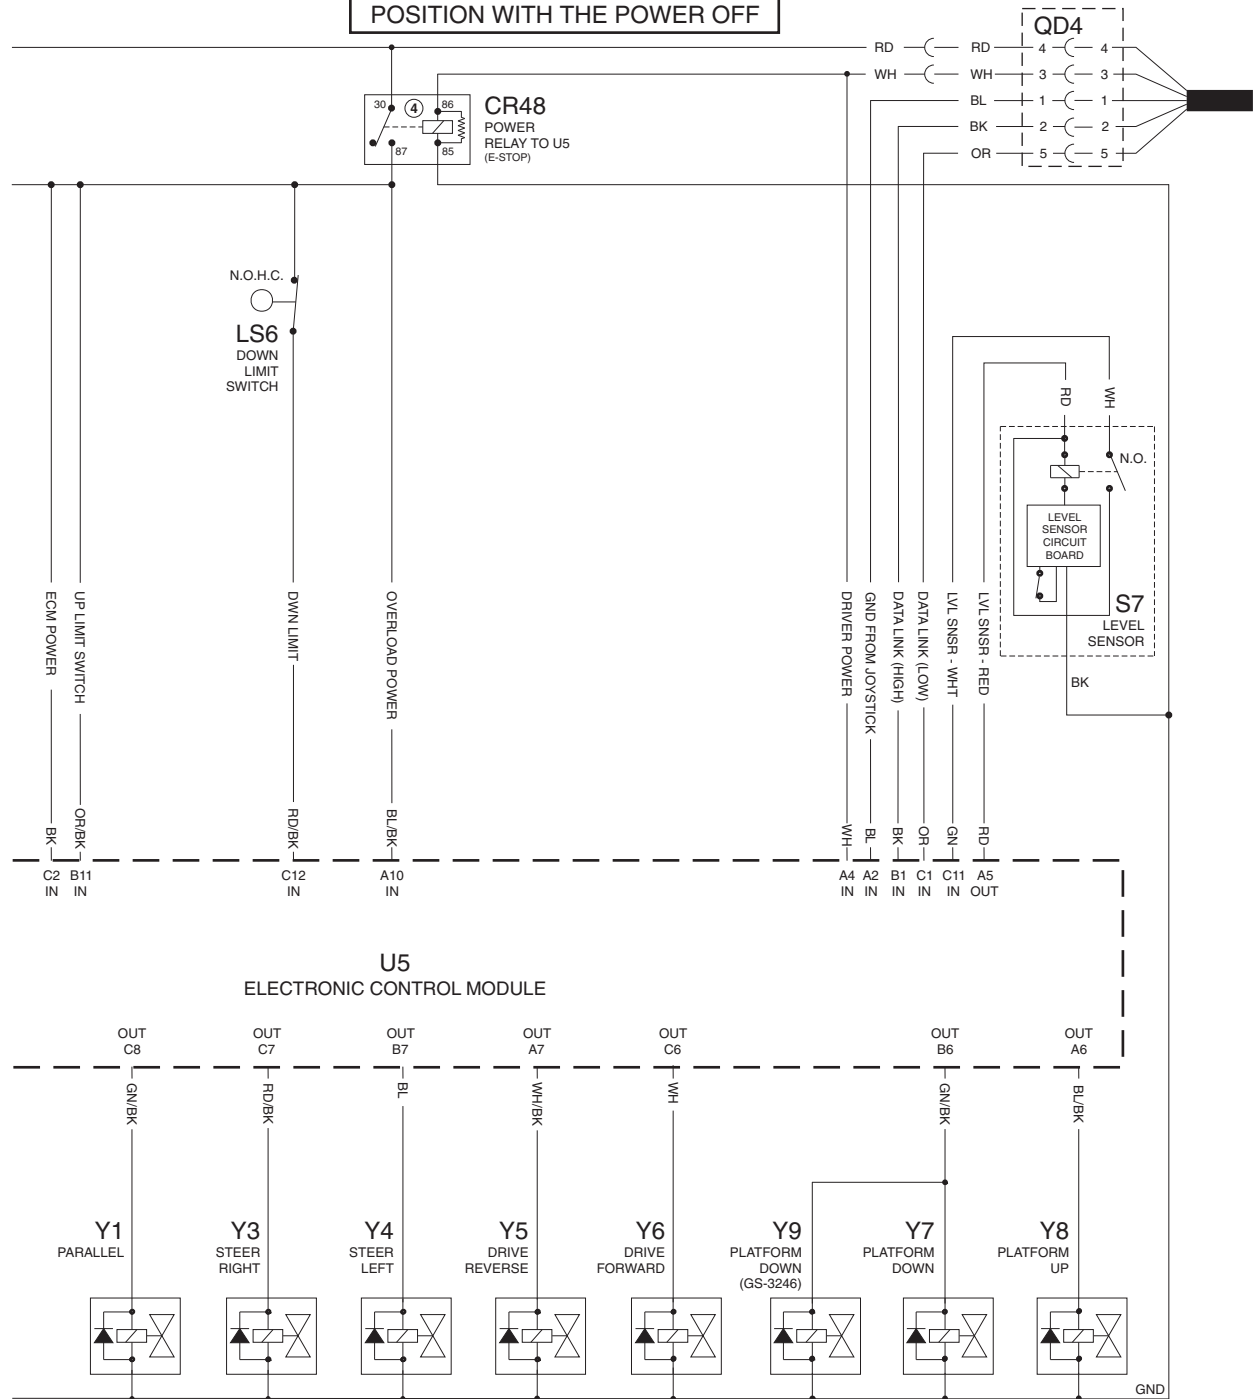 POSITION WITH THE POWER OFF
QD4
RD RD 4 4
WH WH 3 3
BL 1 1
BK 2 2
OR 5 5
30 4 86
87 85
CR48
POWER
RELAY TO U5
(E-STOP)
N.O.H.C.
LS6
DOWN
LIMIT
SWITCH
RD
WH
N.O.
LEVEL
SENSOR
CIRCUIT
BOARD
S7
LEVEL
SENSOR
BK
ECM POWER
UP LIMIT SWITCH
DWN LIMIT
OVERLOAD POWER
DRIVER POWER
GND FROM JOYSTICK
DATA LINK (HIGH)
DATA LINK (LOW)
LVL SNSR - WHT
LVL SNSR - RED
BK
OR/BK
RD/BK
BL/BK
WH
BL
BK
OR
GN
RD
C2 B11 C12 A10 A4 A2 B1 C1 C11 A5
IN IN IN IN IN IN IN IN IN OUT
U5
ELECTRONIC CONTROL MODULE
OUT OUT OUT OUT OUT OUT OUT
C8 C7 B7 A7 C6 B6 A6
GN/BK
RD/BK
BL
WH/BK
WH
GN/BK
BL/BK
Y1
PARALLEL
Y3
STEER
RIGHT
Y4
STEER
LEFT
Y5
DRIVE
REVERSE
Y6
DRIVE
FORWARD
Y9
PLATFORM
DOWN
(GS-3246)
Y7
PLATFORM
DOWN
Y8
PLATFORM
UP
GND